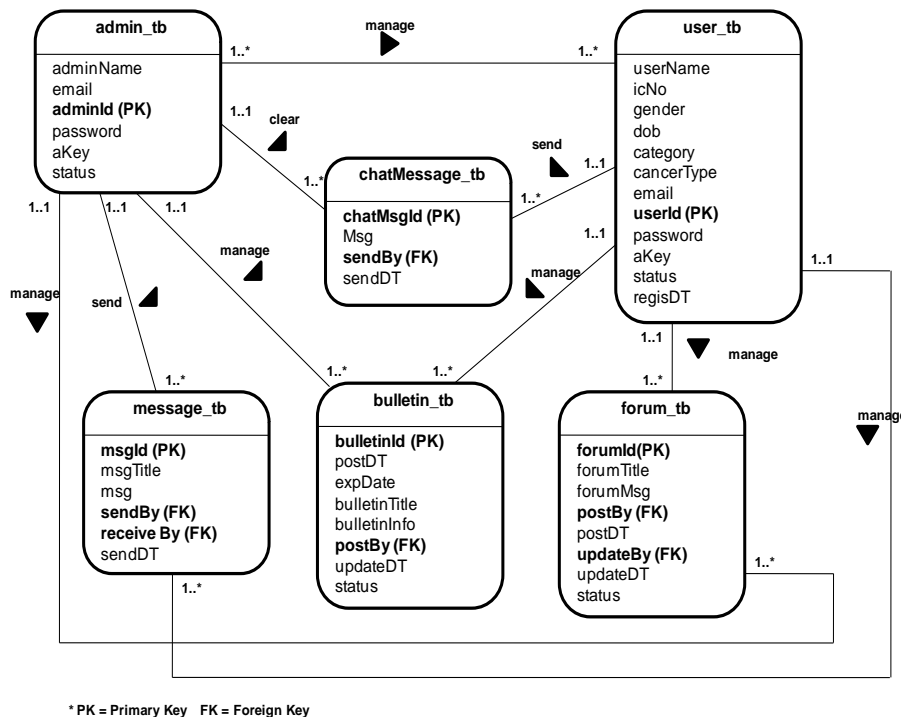 admin_tb
adminName
email
adminId (PK)
password
aKey
status
manage
1..*
1..*
user_tb
userName
icNo
gender
dob
category
cancerType
email
userId (PK)
password
aKey
status
regisDT
1..1
clear
1..*
chatMessage_tb
chatMsgId (PK)
Msg
sendBy (FK)
sendDT
send
1..1
1..*
1..1
1..1
1..1
manage
send
manage
1..1
manage
1..1
1..1
manage
manage
1..*
1..*
1..*
1..*
message_tb
msgId (PK)
msgTitle
msg
sendBy (FK)
receive By (FK)
sendDT
1..*
bulletin_tb
bulletinId (PK)
postDT
expDate
bulletinTitle
bulletinInfo
postBy (FK)
updateDT
status
forum_tb
forumId(PK)
forumTitle
forumMsg
postBy (FK)
postDT
updateBy (FK)
updateDT
status
1..*
* PK = Primary Key FK = Foreign Key